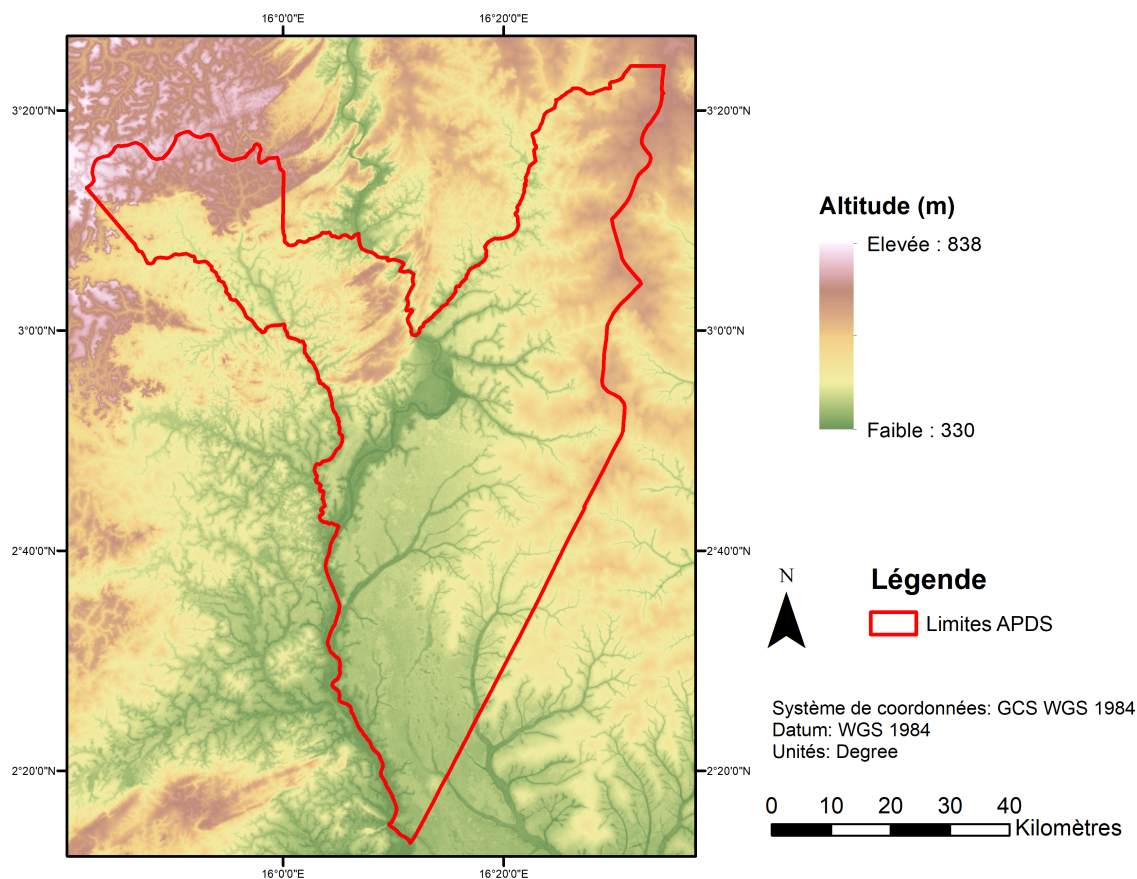 16°0'0"E
16°20'0"E
3°20'0"N
3°20'0"N
3°0'0"N
3°0'0"N
2°40'0"N
2°40'0"N
2°20'0"N
2°20'0"N
16°0'0"E
16°20'0"E
Altitude (m)
Elevée : 838
Faible : 330
N
Légende
Limites APDS
Système de coordonnées: GCS WGS 1984
Datum: WGS 1984
Unités: Degree
0 10 20 30 40
Kilomètres